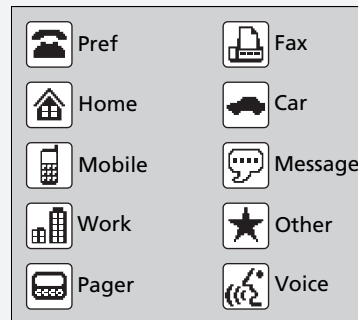 Pref
Fax
Home
Car
Mobile
Message
Work
Other
Pager
Voice